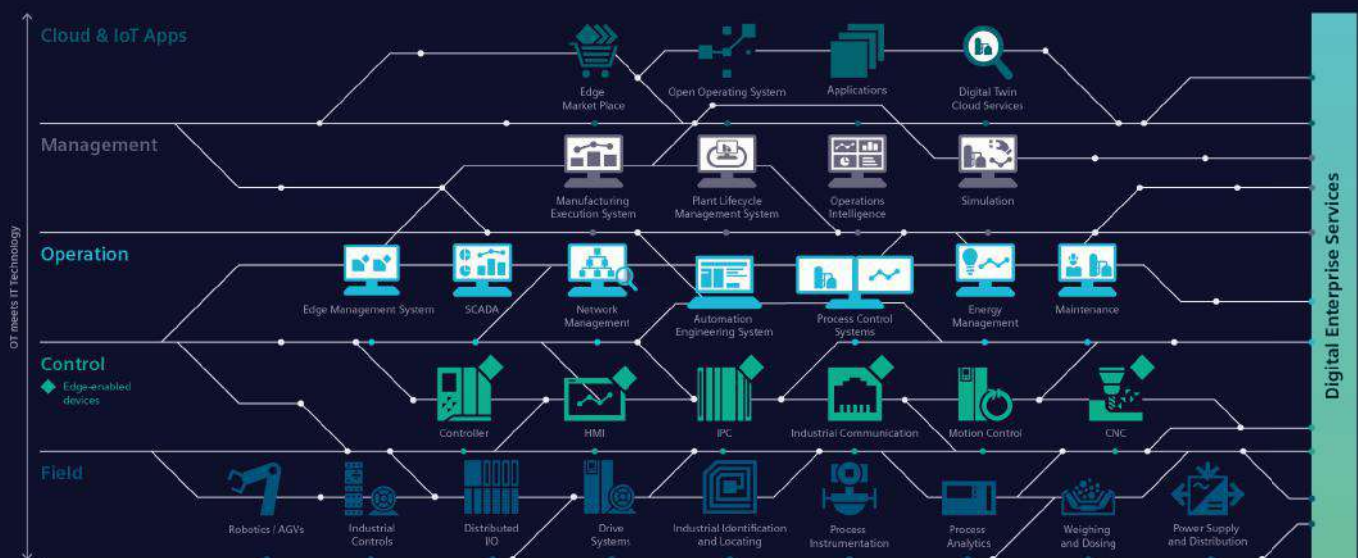 Cloud & IoT Apps
Edge
Market Place
Open Operating System
Applications
Digital Twin
Cloud Services
Management
Manufacturing
Execution System
Plant Lifecycle
Management System
Operations
Intelligence
Simulation
OT meets IT Technology
Operation
Edge Management System
SCADA
Network
Management
Automation
Engineering System
Process Control
Systems
Energy
Management
Maintenance
Control
Edge-enabled
devices
Controller
HMI
IPC
Industrial Communication
Motion Control
CNC
Field
Robotics / AGVs
Industrial
Controls
Distributed
I/O
Drive
Systems
Industrial Identification
and Locating
Process
Instrumentation
Process
Analytics
Weighing
and Dosing
Power Supply
and Distribution
Digital Enterprise Services